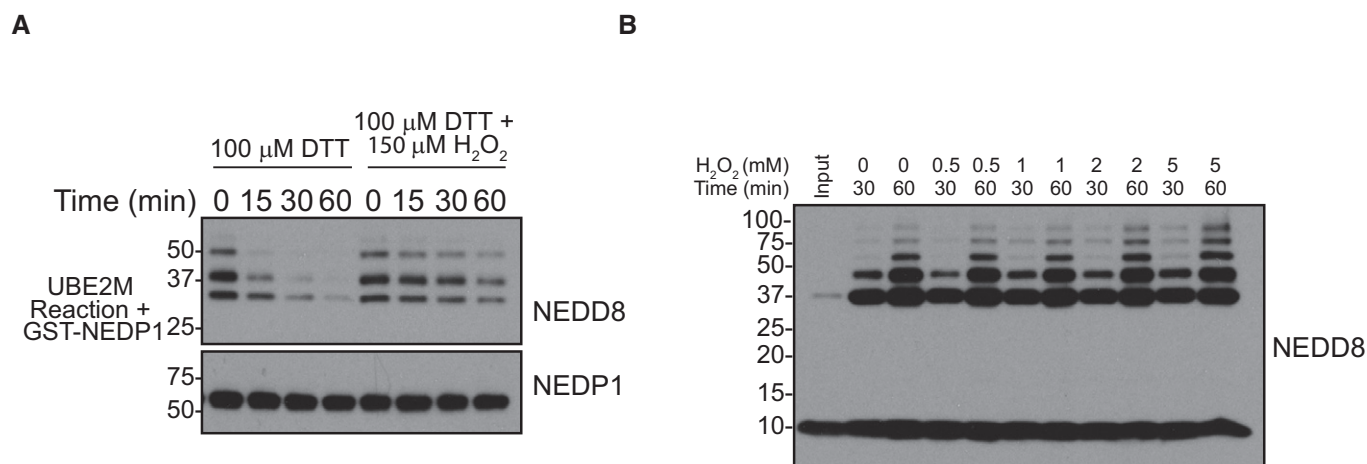 A
100 μM DTT
100 μM DTT +
150 μM H₂O₂
Time (min) 0 15 30 60 0 15 30 60
50-
37-
25-
UBE2M
Reaction +
GST-NEDP1
NEDD8
75-
50-
NEDP1
B
H₂O₂ (mM) Input 0 0 0.5 0.5 1 1 2 2 5 5
Time (min) 30 60 30 60 30 60 30 60 30 60
100-
75-
50-
37-
25-
20-
15-
10-
NEDD8